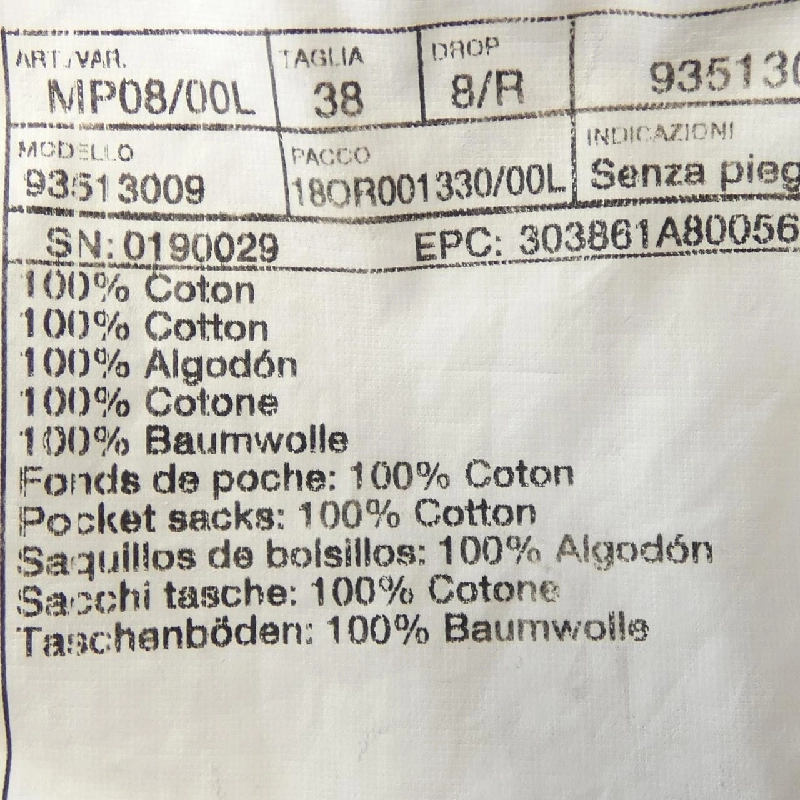 ART./VAR. TAGLIA DROP
MP08/00L 38 8/R 935130
MODELLO PACCO INDICAZIONI
93513009 18OR001330/00L Senza pieg
SN: 0190029 EPC: 303861A80056
100% Coton
100% Cotton
100% Algodón
100% Cotone
100% Baumwolle
Fonds de poche: 100% Coton
Pocket sacks: 100% Cotton
Saquillos de bolsillos: 100% Algodón
Sacchi tasche: 100% Cotone
Taschenböden: 100% Baumwolle